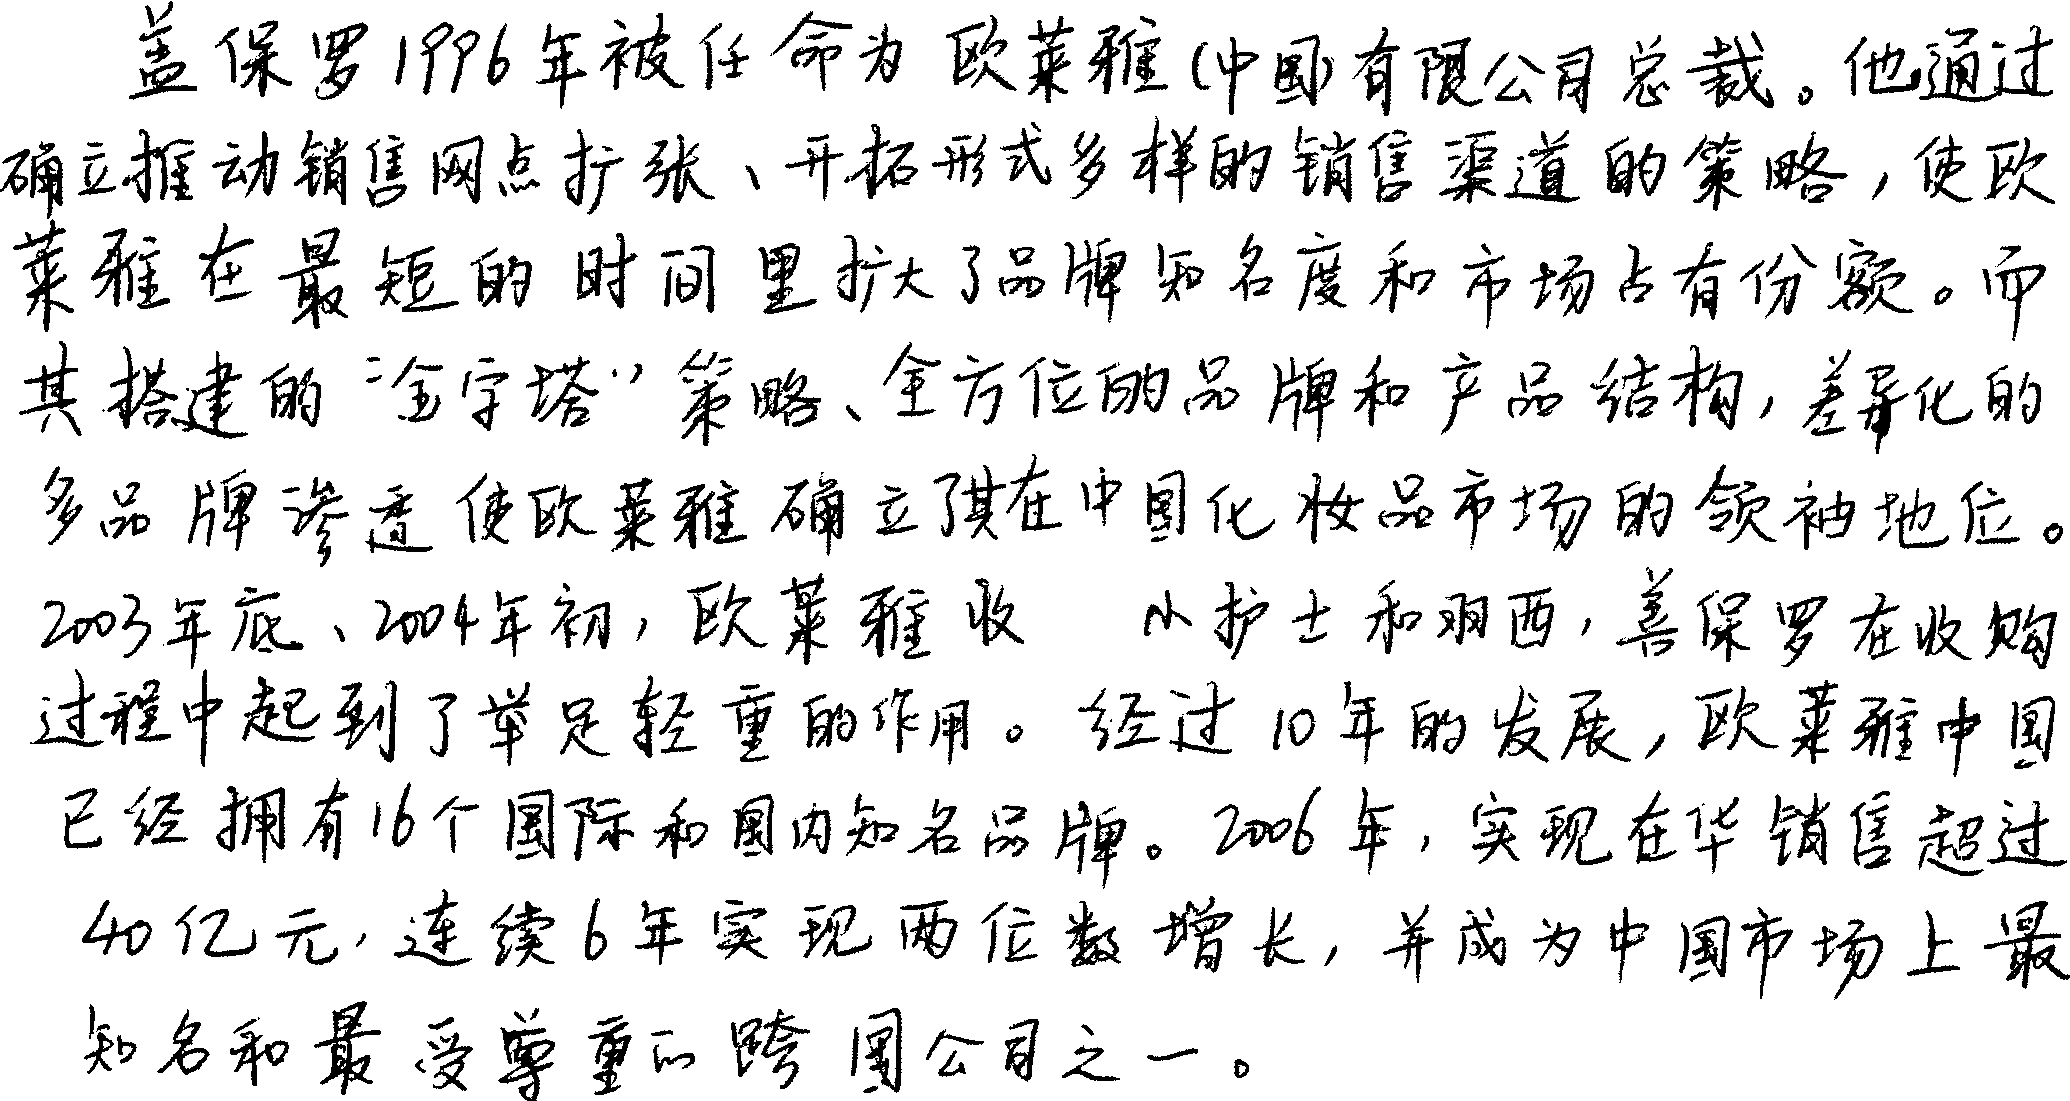 盖保罗1996年被任命为欧莱雅(中国)有限公司总裁。他通过
确立推动销售网点扩张、开拓形式多样的销售渠道的策略,使欧
莱雅在最短的时间里扩大了品牌知名度和市场占有份额。而
其搭建的“金字塔”策略、全方位的品牌和产品结构,差异化的
多品牌渗透使欧莱雅确立了其在中国化妆品市场的领袖地位。
2003年底、2004年初,欧莱雅收 小护士和羽西,盖保罗在收购
过程中起到了举足轻重的作用。经过10年的发展,欧莱雅中国
已经拥有16个国际和国内知名品牌。2006年,实现在华销售超过
40亿元,连续6年实现两位数增长,并成为中国市场上最
知名和最受尊重的跨国公司之一。